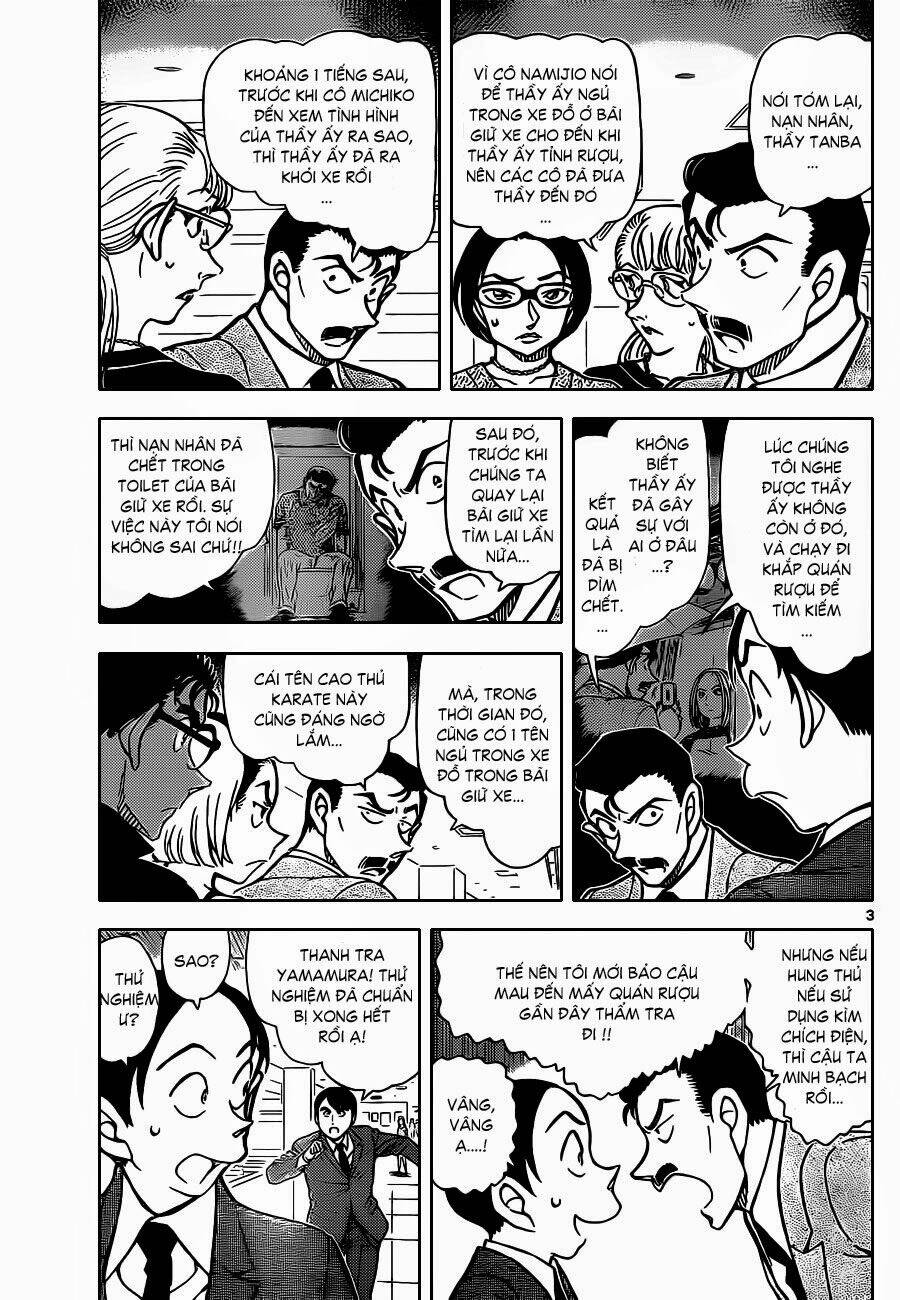 NÓI TÓM LẠI,
NẠN NHÂN,
THẦY TANBA
...
VÌ CÔ NAMIJIO NÓI
ĐỂ THẦY ẤY NGỦ
TRONG XE ĐỒ Ở BÃI
GIỮ XE CHO ĐẾN KHI
THẦY ẤY TỈNH RƯỢU,
NÊN CÁC CÔ ĐÃ ĐƯA
THẦY ĐẾN ĐÓ
...
KHOẢNG 1 TIẾNG SAU,
TRƯỚC KHI CÔ MICHIKO
ĐẾN XEM TÌNH HÌNH
CỦA THẦY ẤY RA SAO,
THÌ THẦY ẤY ĐÃ RA
KHỎI XE RỒI
...
LÚC CHÚNG
TÔI NGHE
ĐƯỢC THẦY
ẤY KHÔNG
CÒN Ở ĐÓ,
VÀ CHẠY ĐI
KHẮP QUÁN
RƯỢU ĐỂ
TÌM KIẾM
...
KHÔNG
BIẾT
THẦY ẤY
ĐÃ GÂY
SỰ VỚI
AI Ở ĐÂU
...?
KẾT
QUẢ
LÀ
ĐÃ BỊ
DÌM
CHẾT.
...
SAU ĐÓ,
TRƯỚC KHI
CHÚNG TA
QUAY LẠI
BÃI GIỮ XE
TÌM LẠI LẦN
NỮA...
THÌ NẠN NHÂN ĐÃ
CHẾT TRONG
TOILET CỦA BÃI
GIỮ XE RỒI. SỰ
VIỆC NÀY TÔI NÓI
KHÔNG SAI CHỨ!!
MÀ, TRONG
THỜI GIAN ĐÓ,
CŨNG CÓ 1 TÊN
NGỦ TRONG XE
ĐỒ TRONG BÃI
GIỮ XE...
CÁI TÊN CAO THỦ
KARATE NÀY
CŨNG ĐÁNG NGỜ
LẮM...
3
NHƯNG NẾU
HUNG THỦ
NẾU SỬ
DỤNG KÌM
CHÍCH ĐIỆN,
THÌ CẬU TA
MINH BẠCH
RỒI...
THẾ NÊN TÔI MỚI BẢO CẬU
MAU ĐẾN MẤY QUÁN RƯỢU
GẦN ĐÂY THẨM TRA
ĐI !!
VÂNG,
VÂNG
Ạ....!
THANH TRA
YAMAMURA! THỬ
NGHIỆM ĐÃ CHUẨN
BỊ XONG HẾT
RỒI Ạ!
SAO?
THỬ
NGHIỆM
Ư?